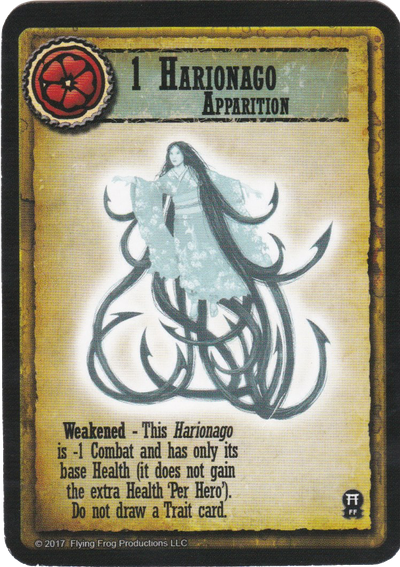 1 Harionago
Apparition
Weakened - This Harionago
is -1 Combat and has only its
base Health (it does not gain
the extra Health 'Per Hero').
Do not draw a Trait card.
© 2017 Flying Frog Productions LLC
FF